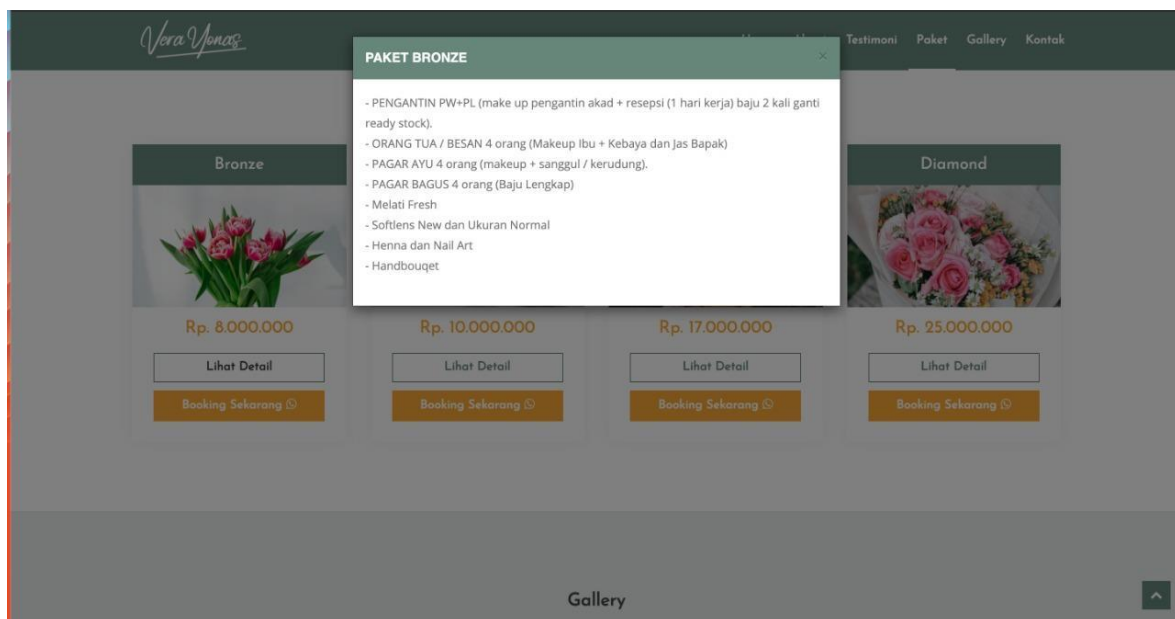 Vera Yonas
Testimoni Paket Gallery Kontak
PAKET BRONZE ×
- PENGANTIN PW+PL (make up pengantin akad + resepsi (1 hari kerja) baju 2 kali ganti
ready stock).
- ORANG TUA / BESAN 4 orang (Makeup Ibu + Kebaya dan Jas Bapak)
- PAGAR AYU 4 orang (makeup + sanggul / kerudung).
- PAGAR BAGUS 4 orang (Baju Lengkap)
- Melati Fresh
- Softlens New dan Ukuran Normal
- Henna dan Nail Art
- Handbouqet
Bronze
Diamond
Rp. 8.000.000
Rp. 10.000.000
Rp. 17.000.000
Rp. 25.000.000
Lihat Detail
Lihat Detail
Lihat Detail
Lihat Detail
Booking Sekarang
Booking Sekarang
Booking Sekarang
Booking Sekarang
Gallery